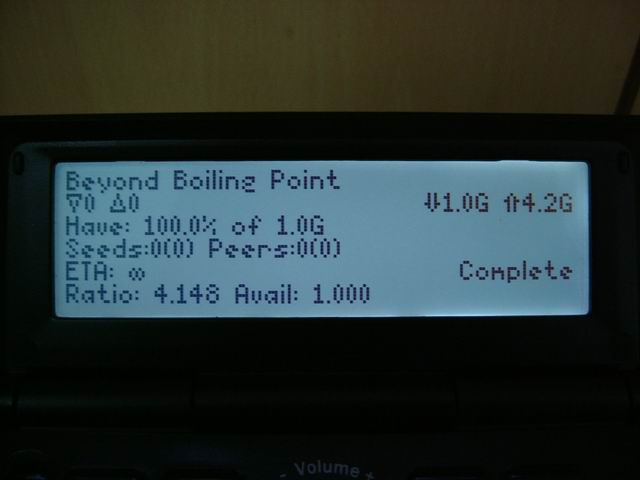 Beyond Boiling Point
▽0 △0 ⇓1.0G ⇑4.2G
Have: 100.0% of 1.0G
Seeds:0(0) Peers:0(0)
ETA: ∞ Complete
Ratio: 4.148 Avail: 1.000
- Volume +